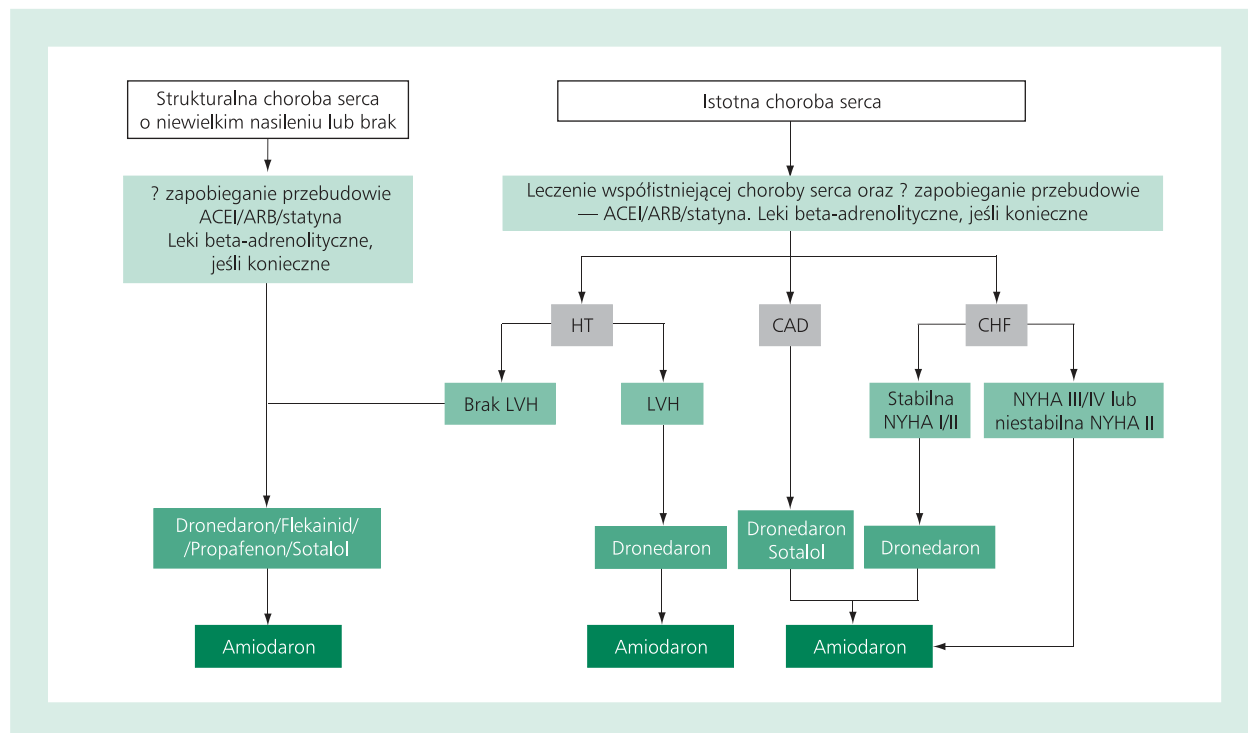 Strukturalna choroba serca
o niewielkim nasileniu lub brak
Istotna choroba serca
? zapobieganie przebudowie
ACEI/ARB/statyna
Leki beta-adrenolityczne,
jeśli konieczne
Leczenie współistniejącej choroby serca oraz ? zapobieganie przebudowie
— ACEI/ARB/statyna. Leki beta-adrenolityczne, jeśli konieczne
HT
CAD
CHF
Brak LVH
LVH
Stabilna
NYHA I/II
NYHA III/IV lub
niestabilna NYHA II
Dronedaron/Flekainid/
/Propafenon/Sotalol
Dronedaron
Dronedaron
Sotalol
Dronedaron
Amiodaron
Amiodaron
Amiodaron